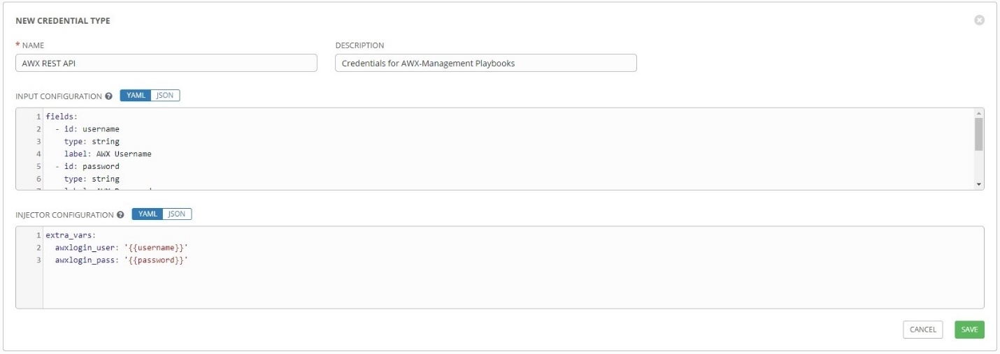 NEW CREDENTIAL TYPE
* NAME
DESCRIPTION
AWX REST API
Credentials for AWX-Management Playbooks
INPUT CONFIGURATION ? YAML JSON
1 fields:
2 - id: username
3 type: string
4 label: AWX Username
5 - id: password
6 type: string
INJECTOR CONFIGURATION ? YAML JSON
1 extra_vars:
2 awxlogin_user: '{{username}}'
3 awxlogin_pass: '{{password}}'
CANCEL
SAVE